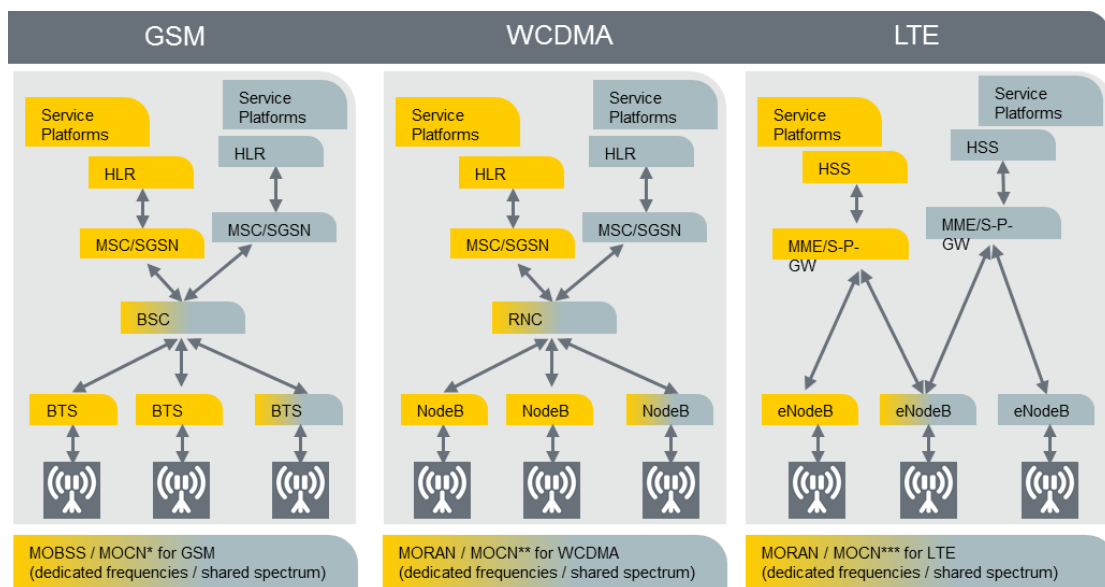 GSM
WCDMA
LTE
Service
Platforms
Service
Platforms
HLR
HLR
MSC/SGSN
MSC/SGSN
BSC
BTS
BTS
BTS
MOBSS / MOCN* for GSM
(dedicated frequencies / shared spectrum)
Service
Platforms
Service
Platforms
HLR
HLR
MSC/SGSN
MSC/SGSN
RNC
NodeB
NodeB
NodeB
MORAN / MOCN** for WCDMA
(dedicated frequencies / shared spectrum)
Service
Platforms
Service
Platforms
HSS
HSS
MME/S-P-
GW
MME/S-P-
GW
eNodeB
eNodeB
eNodeB
MORAN / MOCN*** for LTE
(dedicated frequencies / shared spectrum)